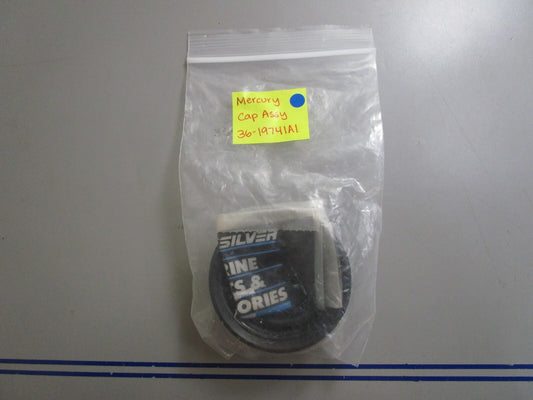 Mercury
Cap Assy
36-19741A1
SILVER
RINE
S &
ORIES